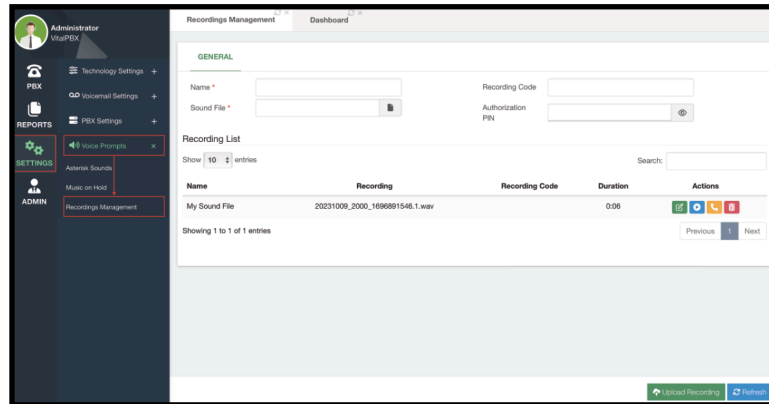 Administrator
VitalPBX
Recordings Management
Dashboard
PBX
REPORTS
SETTINGS
ADMIN
Technology Settings +
Voicemail Settings +
PBX Settings +
Voice Prompts ×
Asterisk Sounds
Music on Hold
Recordings Management
GENERAL
Name *
Recording Code
Sound File *
Authorization
PIN
Recording List
Show 10 entries
Search:
Name Recording Recording Code Duration Actions
My Sound File 20231009_2000_1696891546.1.wav 0:06
Showing 1 to 1 of 1 entries
Previous 1 Next
Upload Recording Refresh